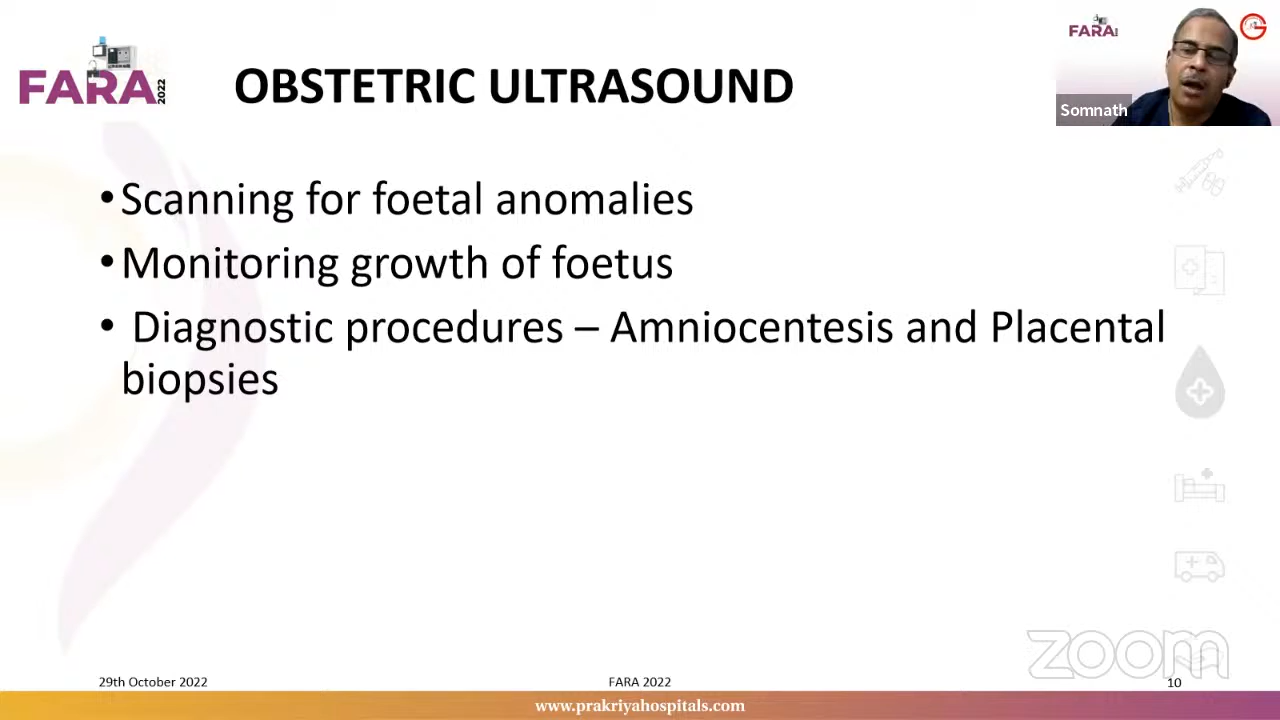 FARA 2022
OBSTETRIC ULTRASOUND
FARA
Somnath
•Scanning for foetal anomalies
•Monitoring growth of foetus
• Diagnostic procedures – Amniocentesis and Placental
biopsies
zoom
29th October 2022
FARA 2022
10
www.prakriyahospitals.com